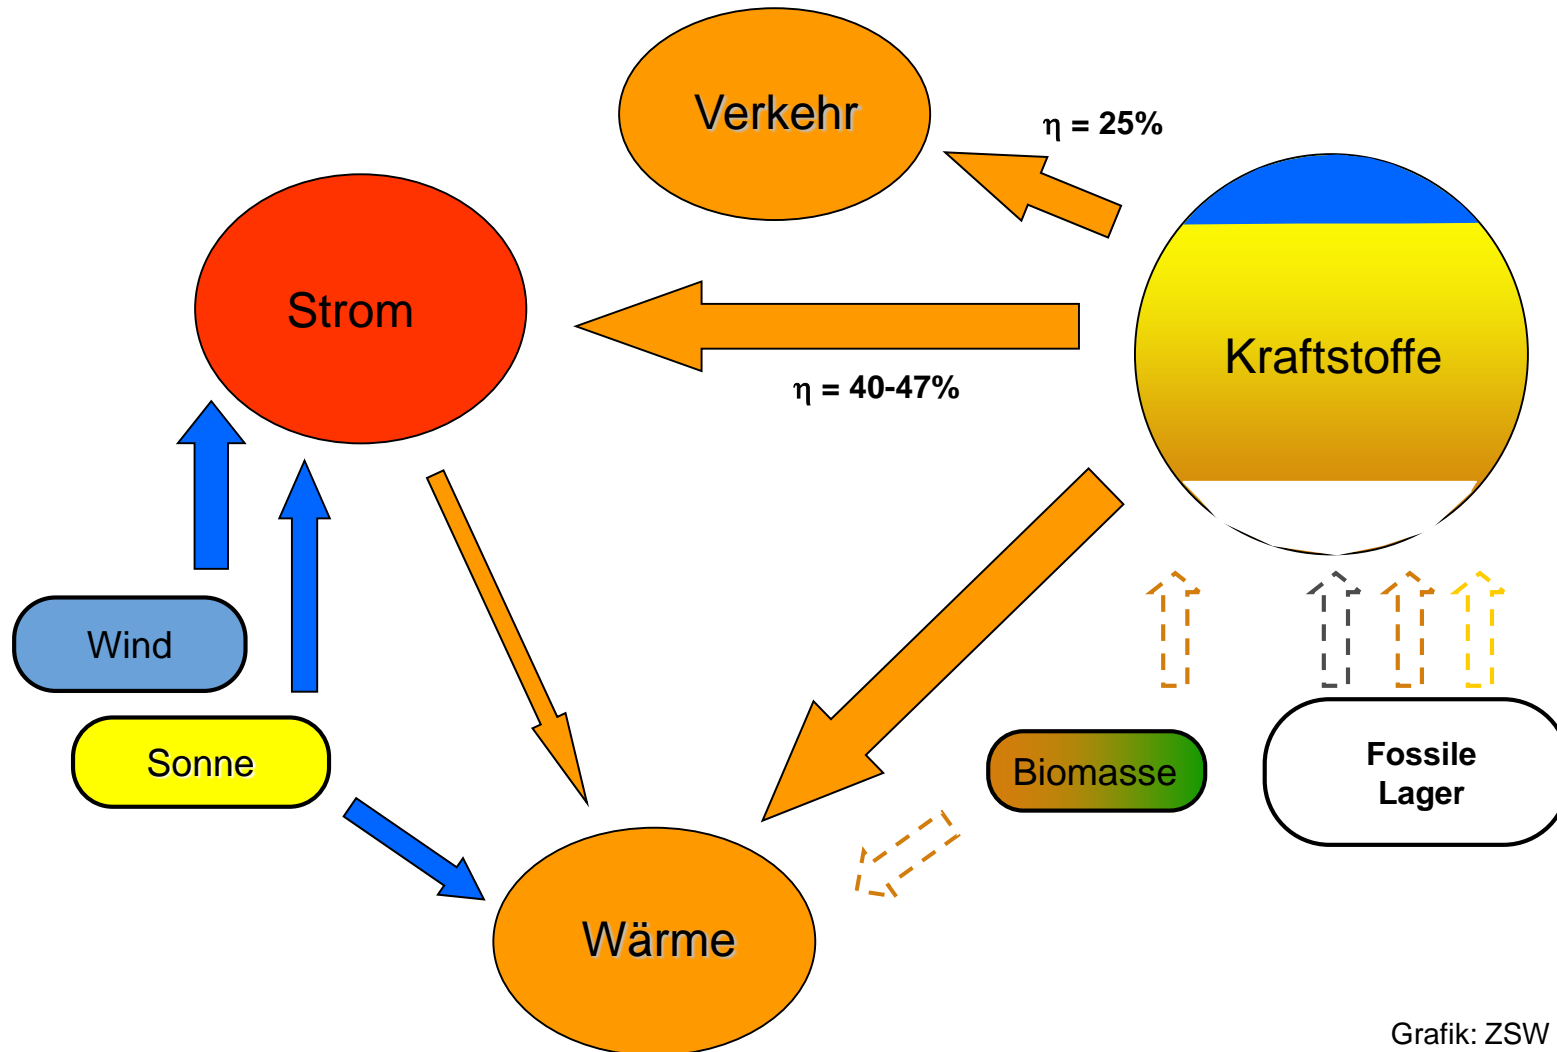 Verkehr
η = 25%
Strom
Kraftstoffe
η = 40-47%
Wind
Sonne
Biomasse
Fossile
Lager
Wärme
Grafik: ZSW